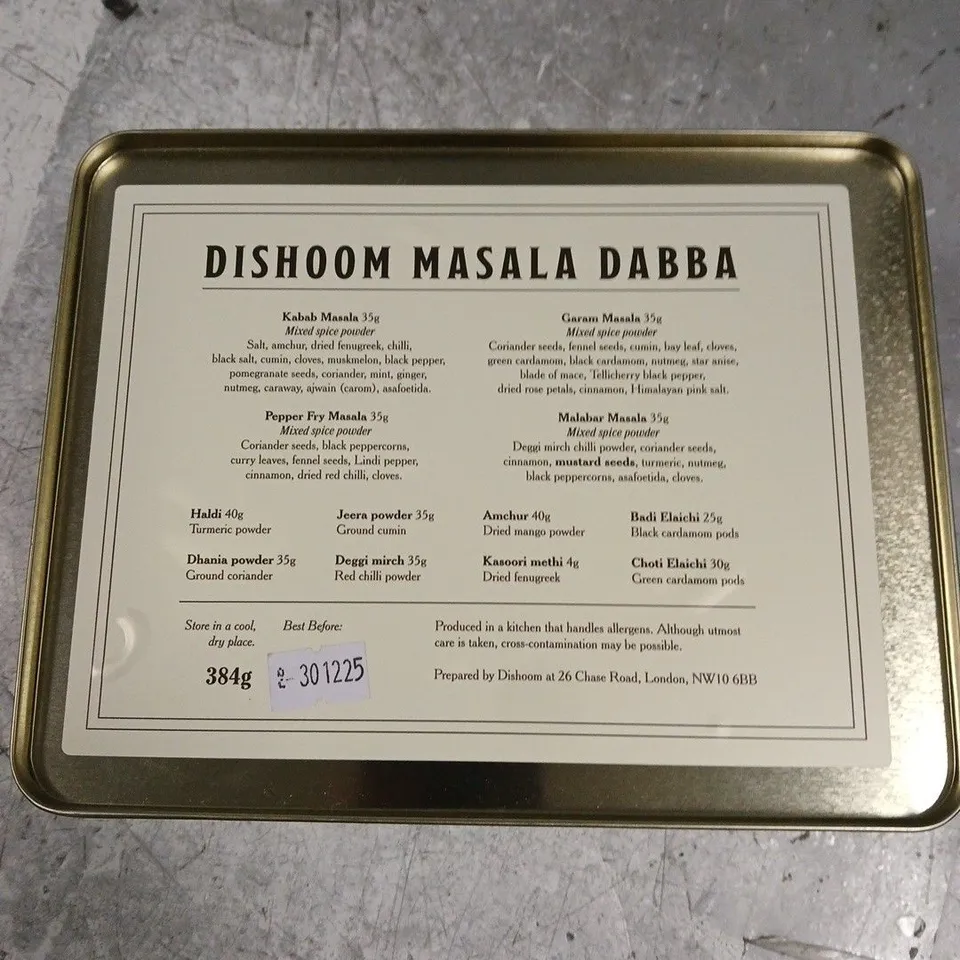 DISHOOM MASALA DABBA
Kabab Masala 35g
Mixed spice powder
Salt, amchur, dried fenugreek, chilli,
black salt, cumin, cloves, muskmelon, black pepper,
pomegranate seeds, coriander, mint, ginger,
nutmeg, caraway, ajwain (carom), asafoetida.
Garam Masala 35g
Mixed spice powder
Coriander seeds, fennel seeds, cumin, bay leaf, cloves,
green cardamom, black cardamom, nutmeg, star anise,
blade of mace, Tellicherry black pepper,
dried rose petals, cinnamon, Himalayan pink salt.
Pepper Fry Masala 35g
Mixed spice powder
Coriander seeds, black peppercorns,
curry leaves, fennel seeds, Lindi pepper,
cinnamon, dried red chilli, cloves.
Malabar Masala 35g
Mixed spice powder
Deggi mirch chilli powder, coriander seeds,
cinnamon, mustard seeds, turmeric, nutmeg,
black peppercorns, asafoetida, cloves.
Haldi 40g
Turmeric powder
Jeera powder 35g
Ground cumin
Amchur 40g
Dried mango powder
Badi Elaichi 25g
Black cardamom pods
Dhania powder 35g
Ground coriander
Deggi mirch 35g
Red chilli powder
Kasoori methi 4g
Dried fenugreek
Choti Elaichi 30g
Green cardamom pods
Store in a cool,
dry place.
Best Before:
384g
301225
Produced in a kitchen that handles allergens. Although utmost
care is taken, cross-contamination may be possible.
Prepared by Dishoom at 26 Chase Road, London, NW10 6BB